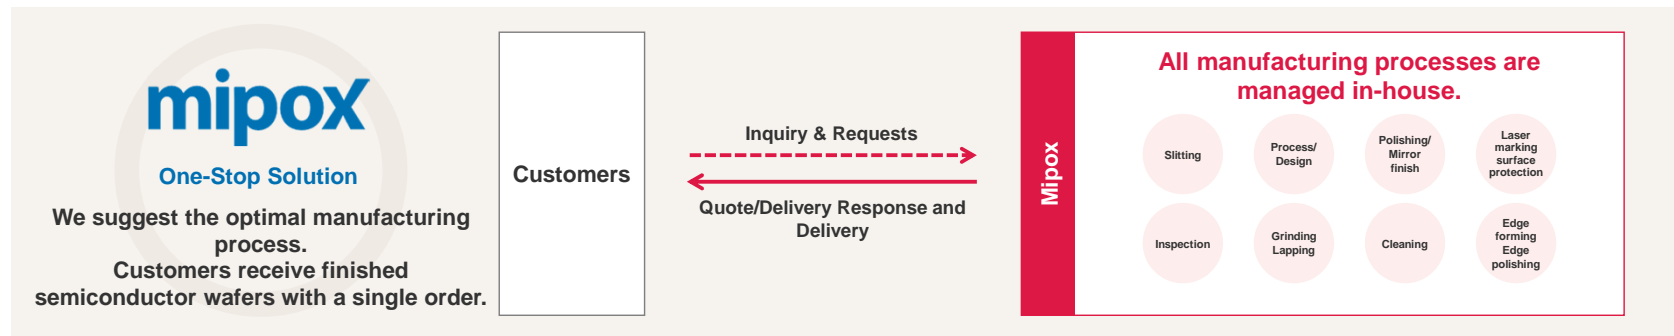 mipox
One-Stop Solution
We suggest the optimal manufacturing
process.
Customers receive finished
semiconductor wafers with a single order.
Customers
Inquiry & Requests
Quote/Delivery Response and
Delivery
Mipox
All manufacturing processes are
managed in-house.
Slitting
Process/
Design
Polishing/
Mirror
finish
Laser
marking
surface
protection
Inspection
Grinding
Lapping
Cleaning
Edge
forming
Edge
polishing